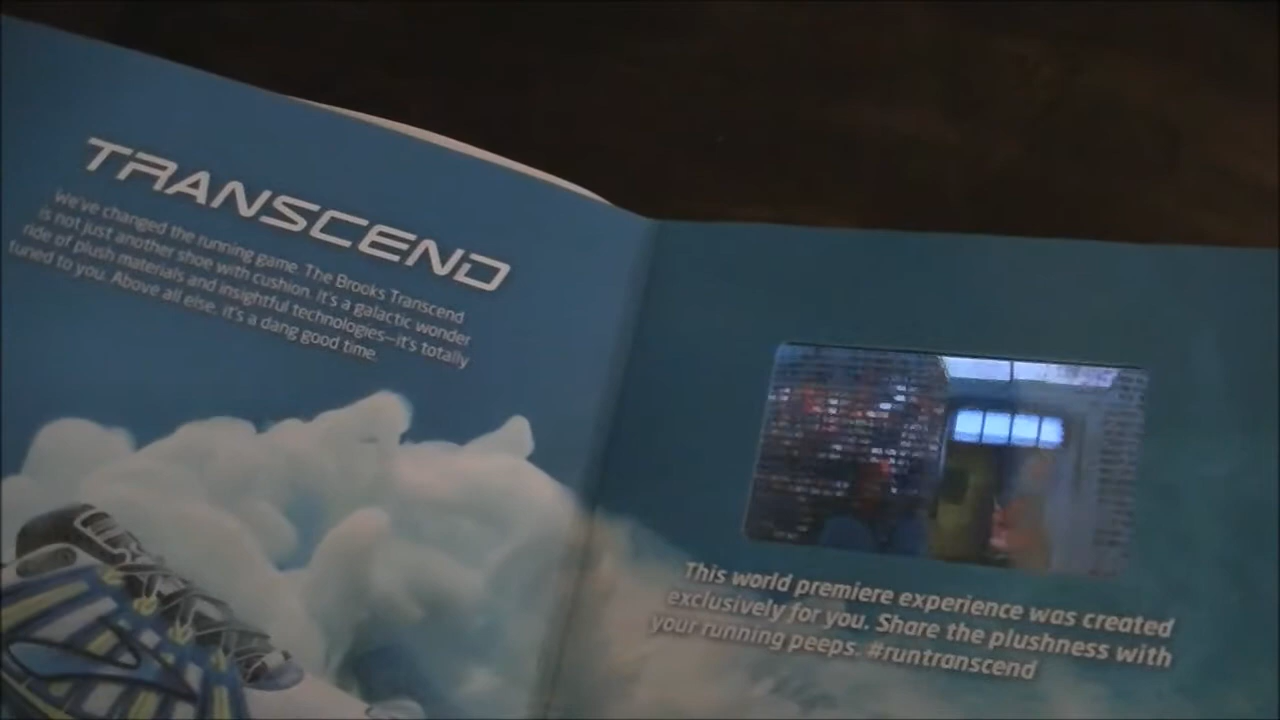 TRANSCEND
We've changed the running game. The Brooks Transcend
is not just another shoe with cushion. It's a galactic wonder
ride of plush materials and insightful technologies—it's totally
tuned to you. Above all else, it's a dang good time.
This world premiere experience was created
exclusively for you. Share the plushness with
your running peeps. #runtranscend